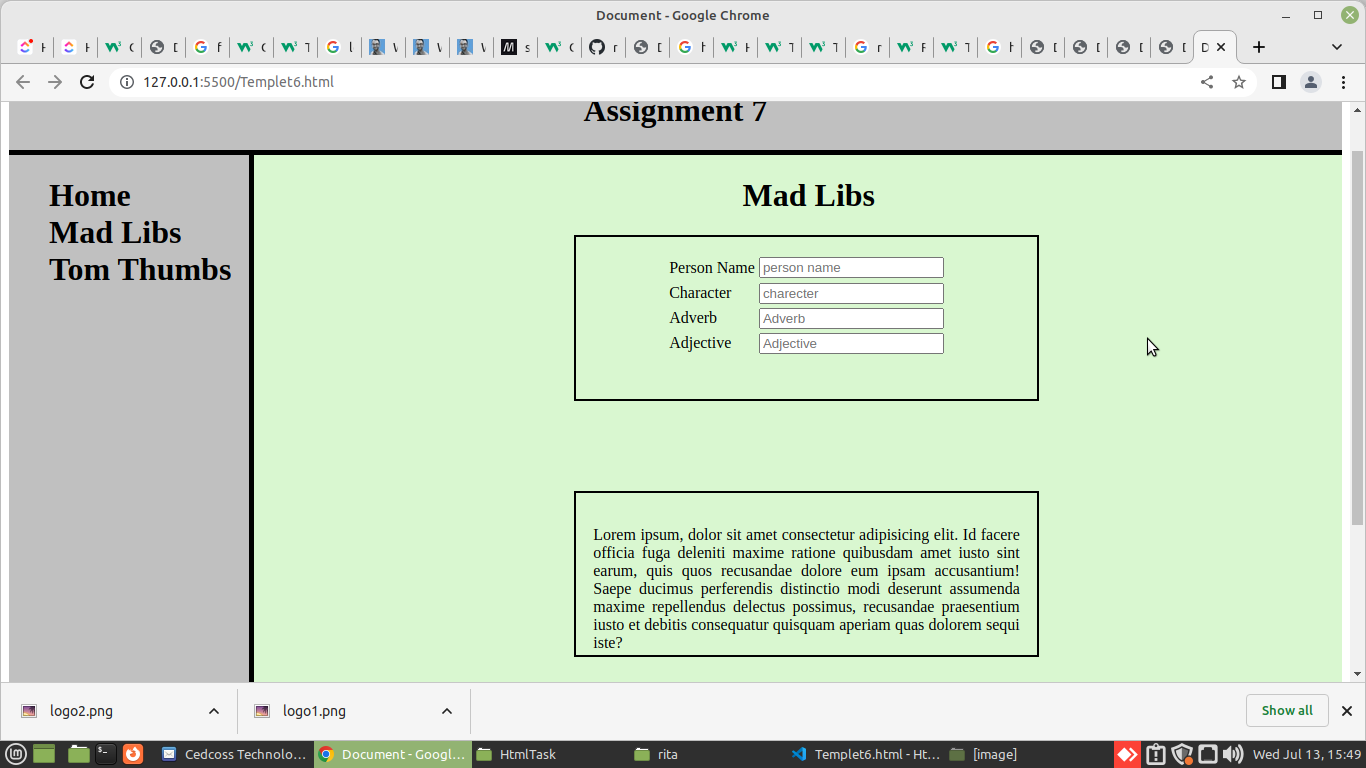 Document - Google Chrome
127.0.0.1:5500/Templet6.html
Assignment 7
Home
Mad Libs
Tom Thumbs
Mad Libs
Person Name person name
Character charecter
Adverb Adverb
Adjective Adjective
Lorem ipsum, dolor sit amet consectetur adipisicing elit. Id facere
officia fuga deleniti maxime ratione quibusdam amet iusto sint
earum, quis quos recusandae dolore eum ipsam accusantium!
Saepe ducimus perferendis distinctio modi deserunt assumenda
maxime repellendus delectus possimus, recusandae praesentium
iusto et debitis consequatur quisquam aperiam quas dolorem sequi
iste?
logo2.png logo1.png Show all
Cedcoss Technolo... Document - Googl... HtmlTask rita Templet6.html - Ht... [image] Wed Jul 13, 15:49